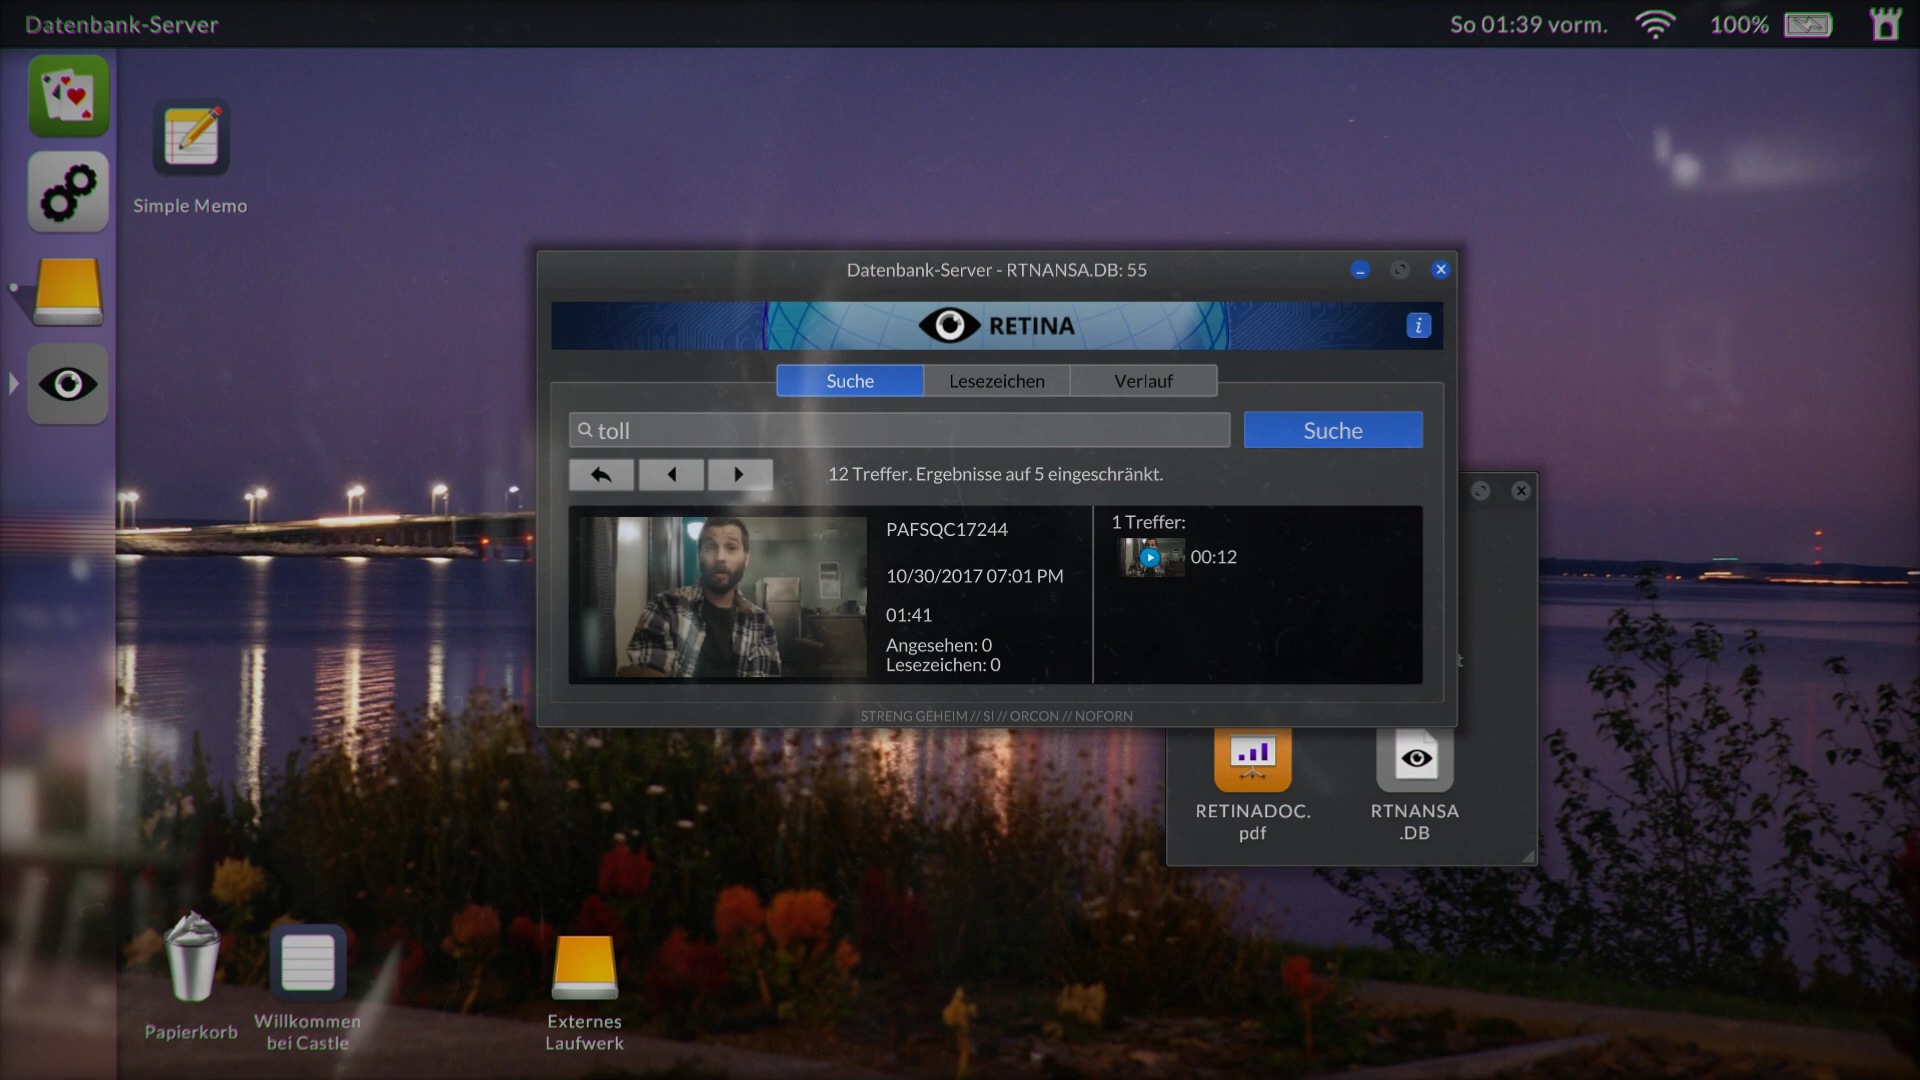 Datenbank-Server
So 01:39 vorm.
100%
Simple Memo
Datenbank-Server - RTNANSA.DB: 55
RETINA
i
Suche
Lesezeichen
Verlauf
toll
Suche
12 Treffer. Ergebnisse auf 5 eingeschränkt.
PAFSQC17244
10/30/2017 07:01 PM
01:41
Angesehen: 0
Lesezeichen: 0
1 Treffer:
00:12
STRENG GEHEIM // SI // ORCON // NOFORN
t
RETINADOC.
pdf
RTNANSA
.DB
Papierkorb
Willkommen
bei Castle
Externes
Laufwerk